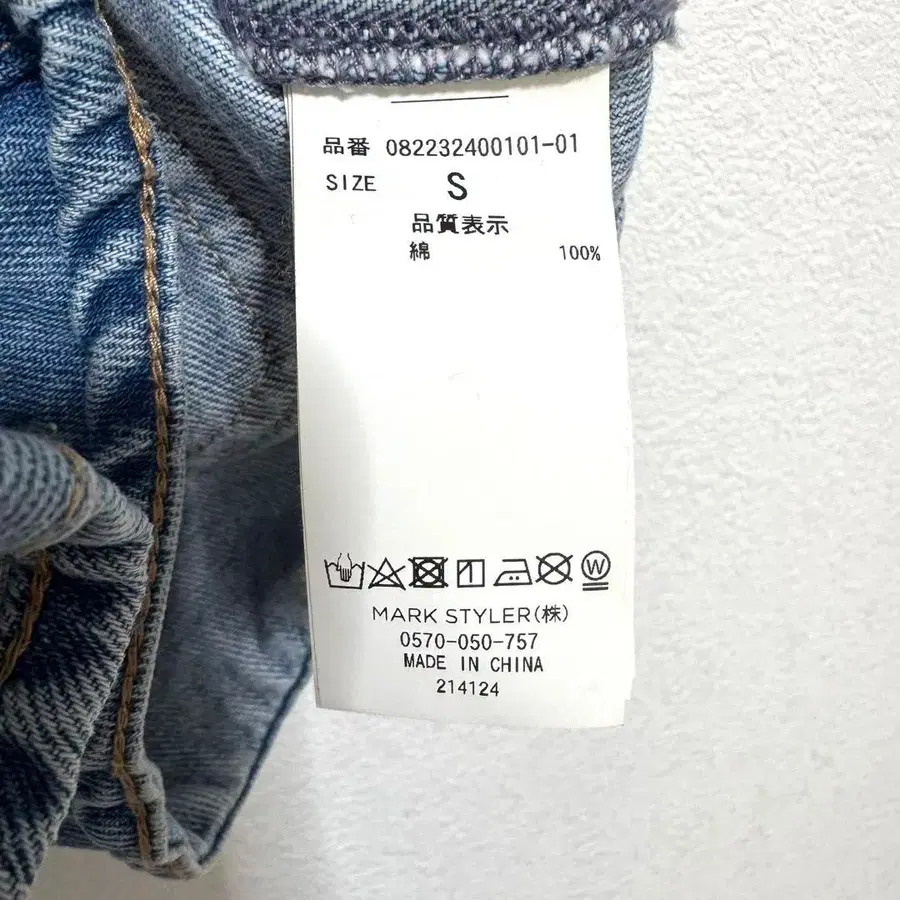 品番 082232400101-01
SIZE S
品質表示
綿 100%
W
MARK STYLER(株)
0570-050-757
MADE IN CHINA
214124